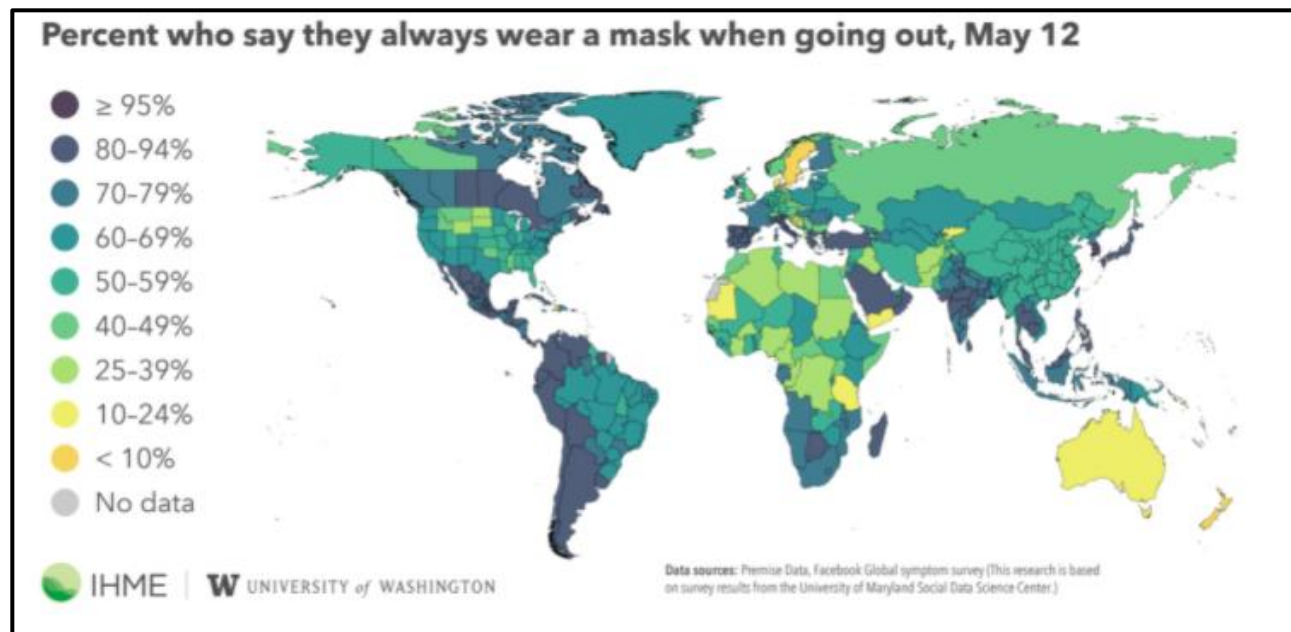 Percent who say they always wear a mask when going out, May 12
≥ 95%
80–94%
70–79%
60–69%
50–59%
40–49%
25–39%
10–24%
< 10%
No data
IHME
W UNIVERSITY of WASHINGTON
Data sources: Premise Data, Facebook Global symptom survey (This research is based
on survey results from the University of Maryland Social Data Science Center.)